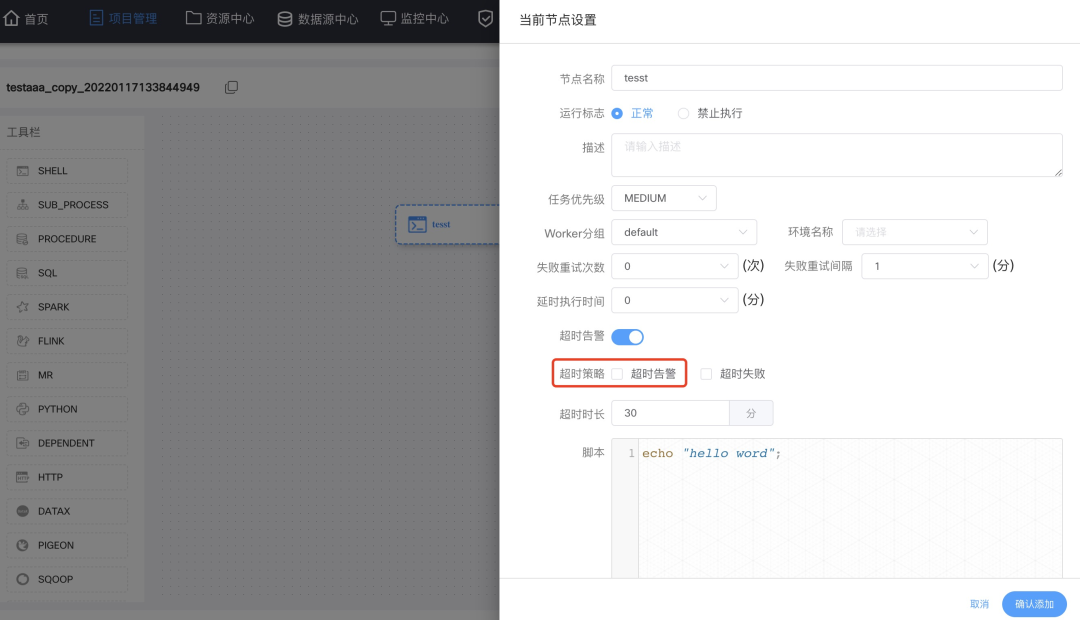 首页
项目管理
资源中心
数据源中心
监控中心
testaaa_copy_20220117133844949
工具栏
SHELL
SUB_PROCESS
PROCEDURE
SQL
SPARK
FLINK
MR
PYTHON
DEPENDENT
HTTP
DATAX
PIGEON
SQOOP
tesst
当前节点设置
节点名称 tesst
运行标志 正常 禁止执行
描述 请输入描述
任务优先级 MEDIUM
Worker分组 default 环境名称 请选择
失败重试次数 0 (次) 失败重试间隔 1 (分)
延时执行时间 0 (分)
超时告警
超时策略 超时告警 超时失败
超时时长 30 分
脚本 1 echo "hello word";
取消 确认添加